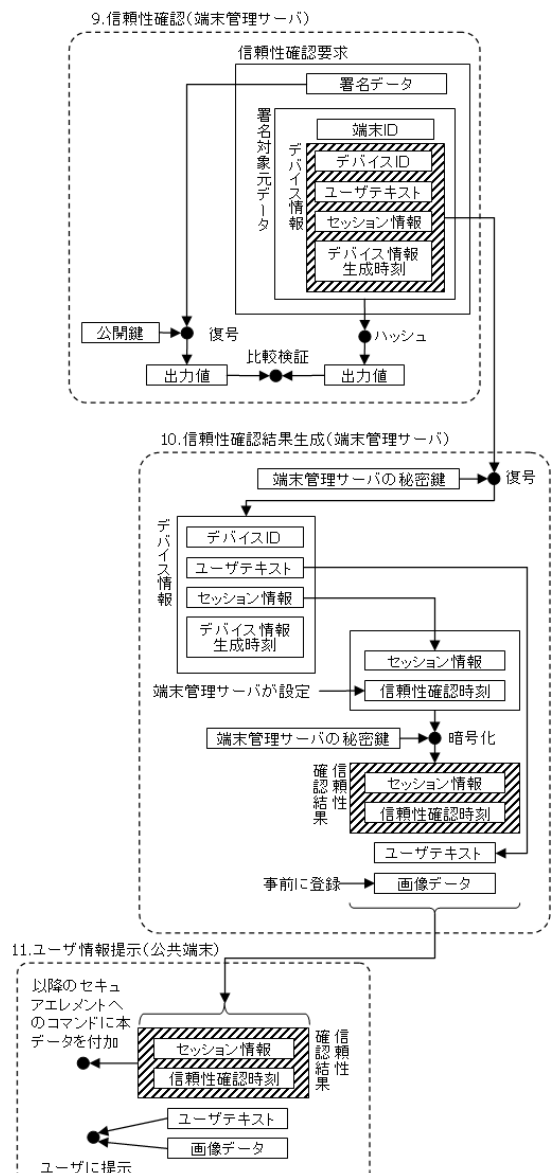 9.信頼性確認(端末管理サーバ)
信頼性確認要求
署名データ
署名対象元データ
端末ID
デバイス情報
デバイスID
ユーザテキスト
セッション情報
デバイス情報
生成時刻
公開鍵
復号
ハッシュ
比較検証
出力値
出力値
10.信頼性確認結果生成(端末管理サーバ)
端末管理サーバの秘密鍵
復号
デバイス情報
デバイスID
ユーザテキスト
セッション情報
デバイス情報
生成時刻
セッション情報
端末管理サーバが設定
信頼性確認時刻
端末管理サーバの秘密鍵
暗号化
信頼性
確認結果
セッション情報
信頼性確認時刻
ユーザテキスト
事前に登録
画像データ
11.ユーザ情報提示(公共端末)
以降のセキュ
アエレメントへ
のコマンドに本
データを付加
セッション情報
信頼性確認時刻
信頼性
確認結果
ユーザテキスト
画像データ
ユーザに提示